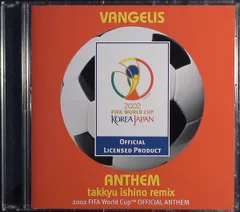 VANGELIS
2002
FIFA WORLD CUP
KOREA JAPAN
OFFICIAL
LICENSED PRODUCT
ANTHEM
takkyu ishino remix
2002 FIFA World Cup™ OFFICIAL ANTHEM